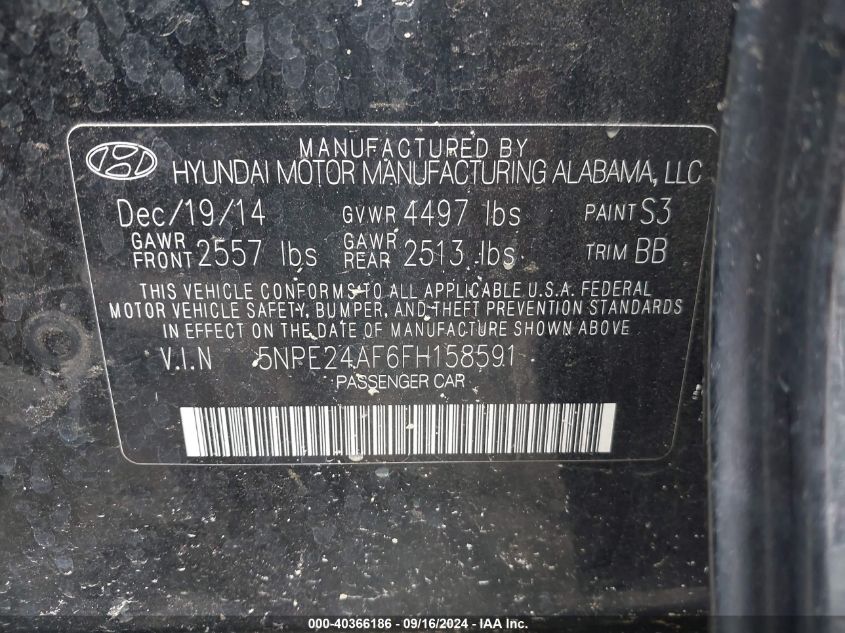 MANUFACTURED BY
HYUNDAI MOTOR MANUFACTURING ALABAMA, LLC
Dec/19/14 GVWR 4497 lbs PAINT S3
GAWR FRONT 2557 lbs GAWR REAR 2513 lbs TRIM BB
THIS VEHICLE CONFORMS TO ALL APPLICABLE U.S.A. FEDERAL
MOTOR VEHICLE SAFETY, BUMPER, AND THEFT PREVENTION STANDARDS
IN EFFECT ON THE DATE OF MANUFACTURE SHOWN ABOVE
V.I.N 5NPE24AF6FH158591
PASSENGER CAR
000-40366186 - 09/16/2024 - IAA Inc.